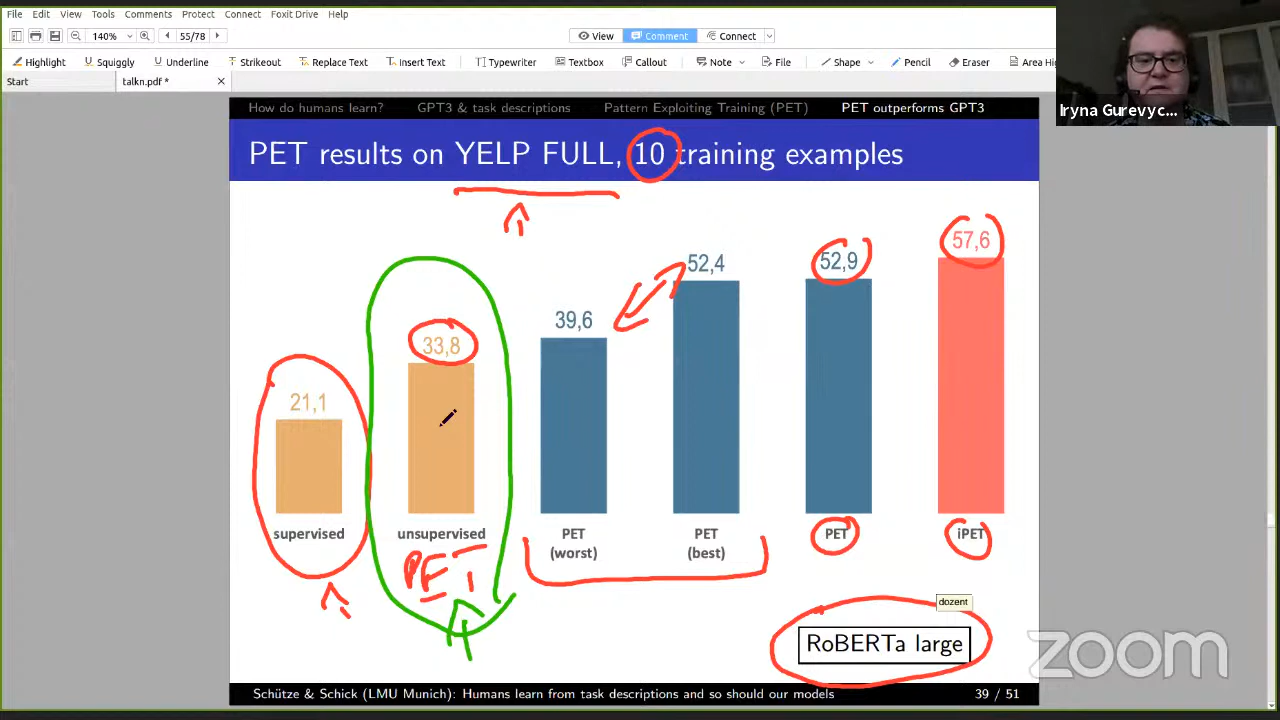 File Edit View Tools Comments Protect Connect Foxit Drive Help
140% 55/78 View Comment Connect
Highlight Squiggly Underline Strikeout Replace Text Insert Text Typewriter Textbox Callout Note File Shape Pencil Eraser Area Hig
Start talkn.pdf *
Iryna Gurevyc...
How do humans learn? GPT3 & task descriptions Pattern Exploiting Training (PET) PET outperforms GPT3
PET results on YELP FULL, 10 training examples
57,6
52,4 52,9
39,6
33,8
21,1
supervised unsupervised PET (worst) PET (best) PET iPET
PET
dozent
RoBERTa large
zoom
Schütze & Schick (LMU Munich): Humans learn from task descriptions and so should our models 39 / 51